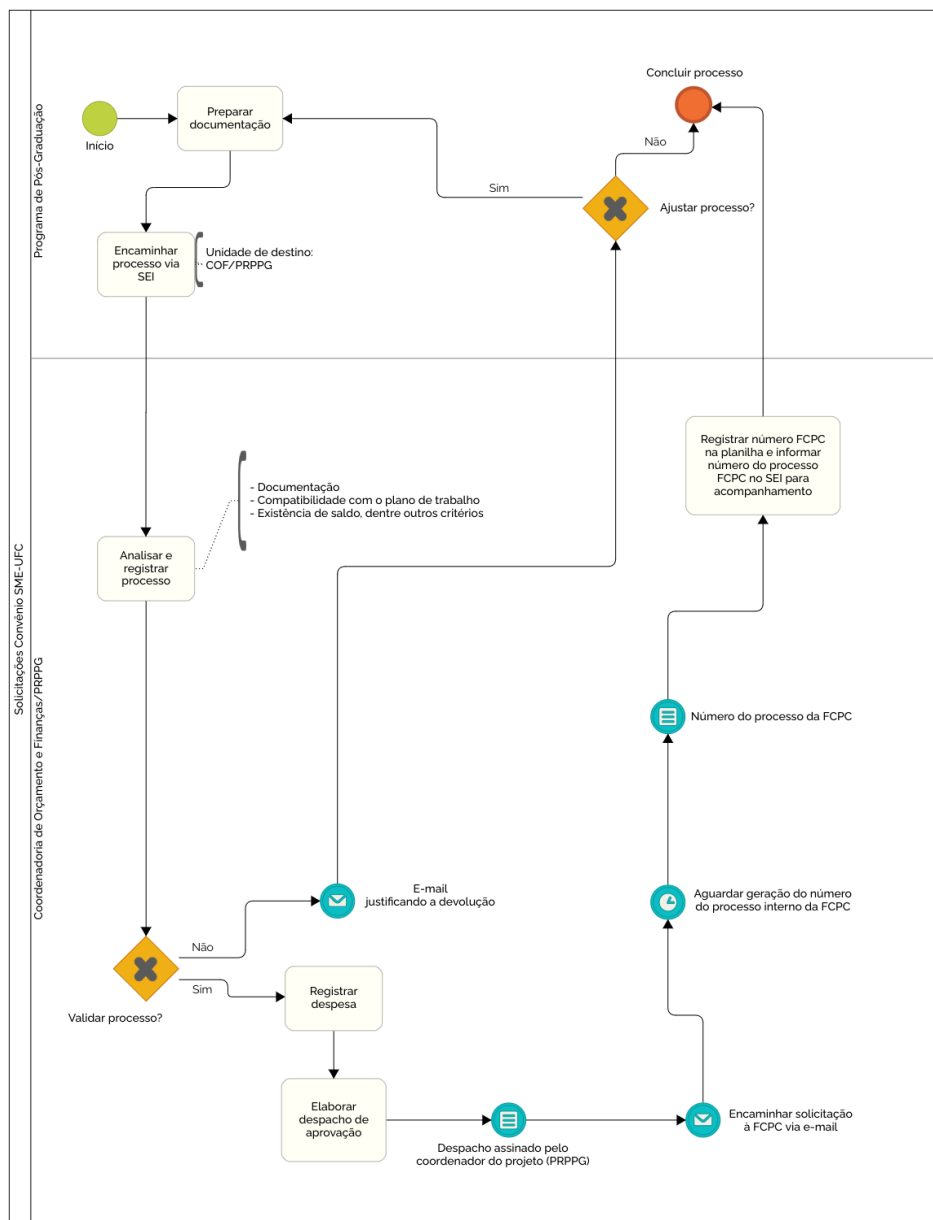 Solicitações Convênio SME-UFC
Programa de Pós-Graduação
Concluir processo
Início
Preparar
documentação
Não
Sim
Ajustar processo?
Encaminhar
processo via
SEI
Unidade de destino:
COF/PRPPG
Coordenadoria de Orçamento e Finanças/PRPPG
Registrar número FCPC
na planilha e informar
número do processo
FCPC no SEI para
acompanhamento
- Documentação
- Compatibilidade com o plano de trabalho
- Existência de saldo, dentre outros critérios
Analisar e
registrar
processo
Número do processo da FCPC
E-mail
justificando a devolução
Aguardar geração do número
do processo interno da FCPC
Não
Sim
Validar processo?
Registrar
despesa
Elaborar
despacho de
aprovação
Despacho assinado pelo
coordenador do projeto (PRPPG)
Encaminhar solicitação
à FCPC via e-mail